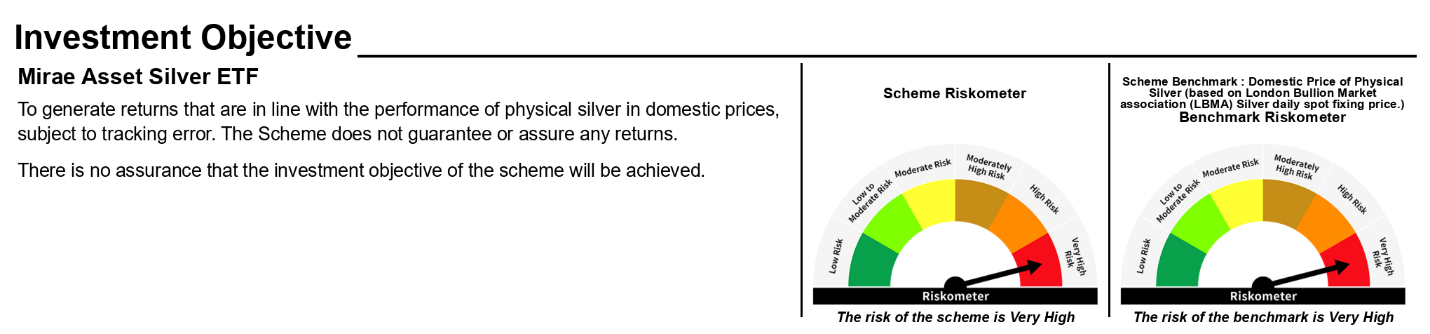 Investment Objective
Mirae Asset Silver ETF
To generate returns that are in line with the performance of physical silver in domestic prices,
subject to tracking error. The Scheme does not guarantee or assure any returns.
There is no assurance that the investment objective of the scheme will be achieved.
Scheme Riskometer
Low Risk
Low to
Moderate Risk
Moderate Risk
Moderately
High Risk
High Risk
Very High
Risk
Riskometer
The risk of the scheme is Very High
Scheme Benchmark : Domestic Price of Physical
Silver (based on London Bullion Market
association (LBMA) Silver daily spot fixing price.)
Benchmark Riskometer
Low Risk
Low to
Moderate Risk
Moderate Risk
Moderately
High Risk
High Risk
Very High
Risk
Riskometer
The risk of the benchmark is Very High